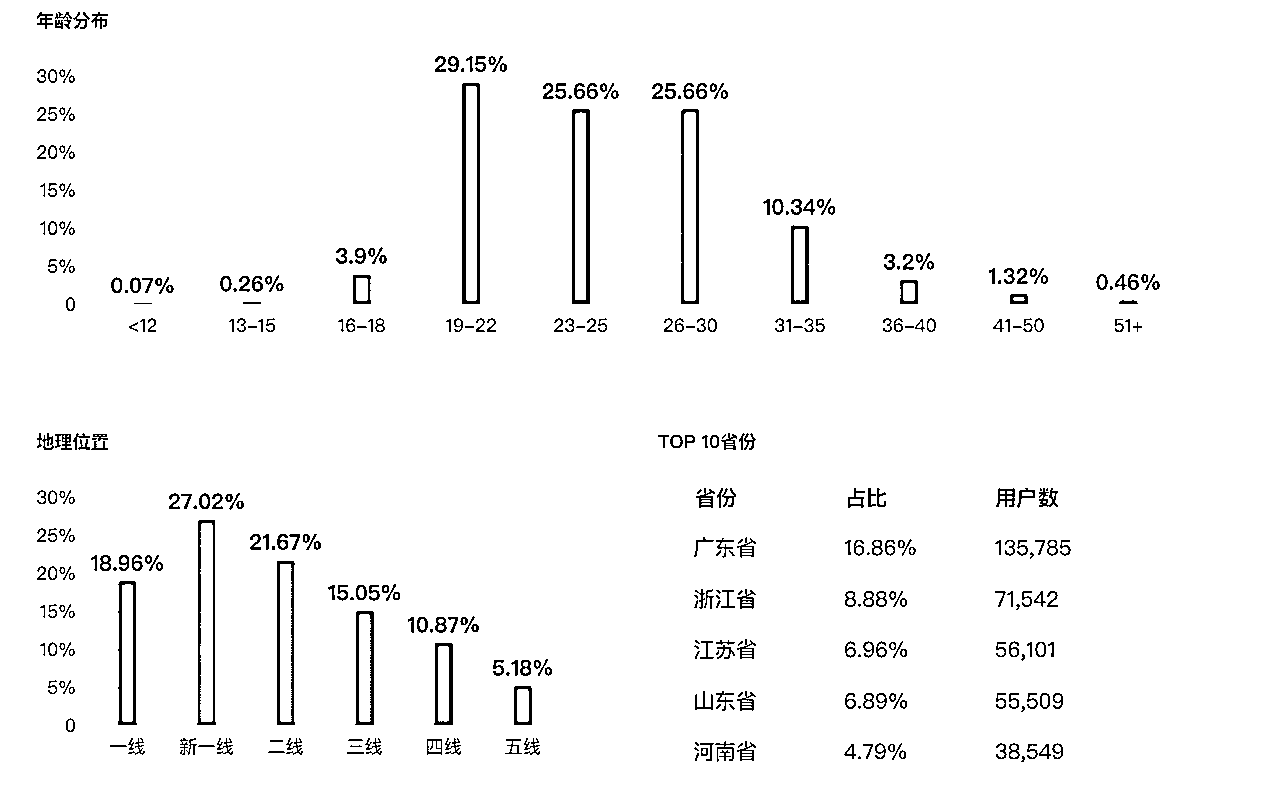 年龄分布
29.15%
30%
25.66% 25.66%
25%
20%
15%
10.34%
10%
3.9%
5%
0.07% 0.26% 3.2% 1.32% 0.46%
0
<12 13–15 16–18 19–22 23–25 26–30 31–35 36–40 41–50 51+
地理位置
30%
27.02%
25%
21.67%
18.96%
20%
15.05%
15%
10.87%
10%
5.18%
5%
0
一线 新一线 二线 三线 四线 五线
TOP 10省份
省份 占比 用户数
广东省 16.86% 135,785
浙江省 8.88% 71,542
江苏省 6.96% 56,101
山东省 6.89% 55,509
河南省 4.79% 38,549